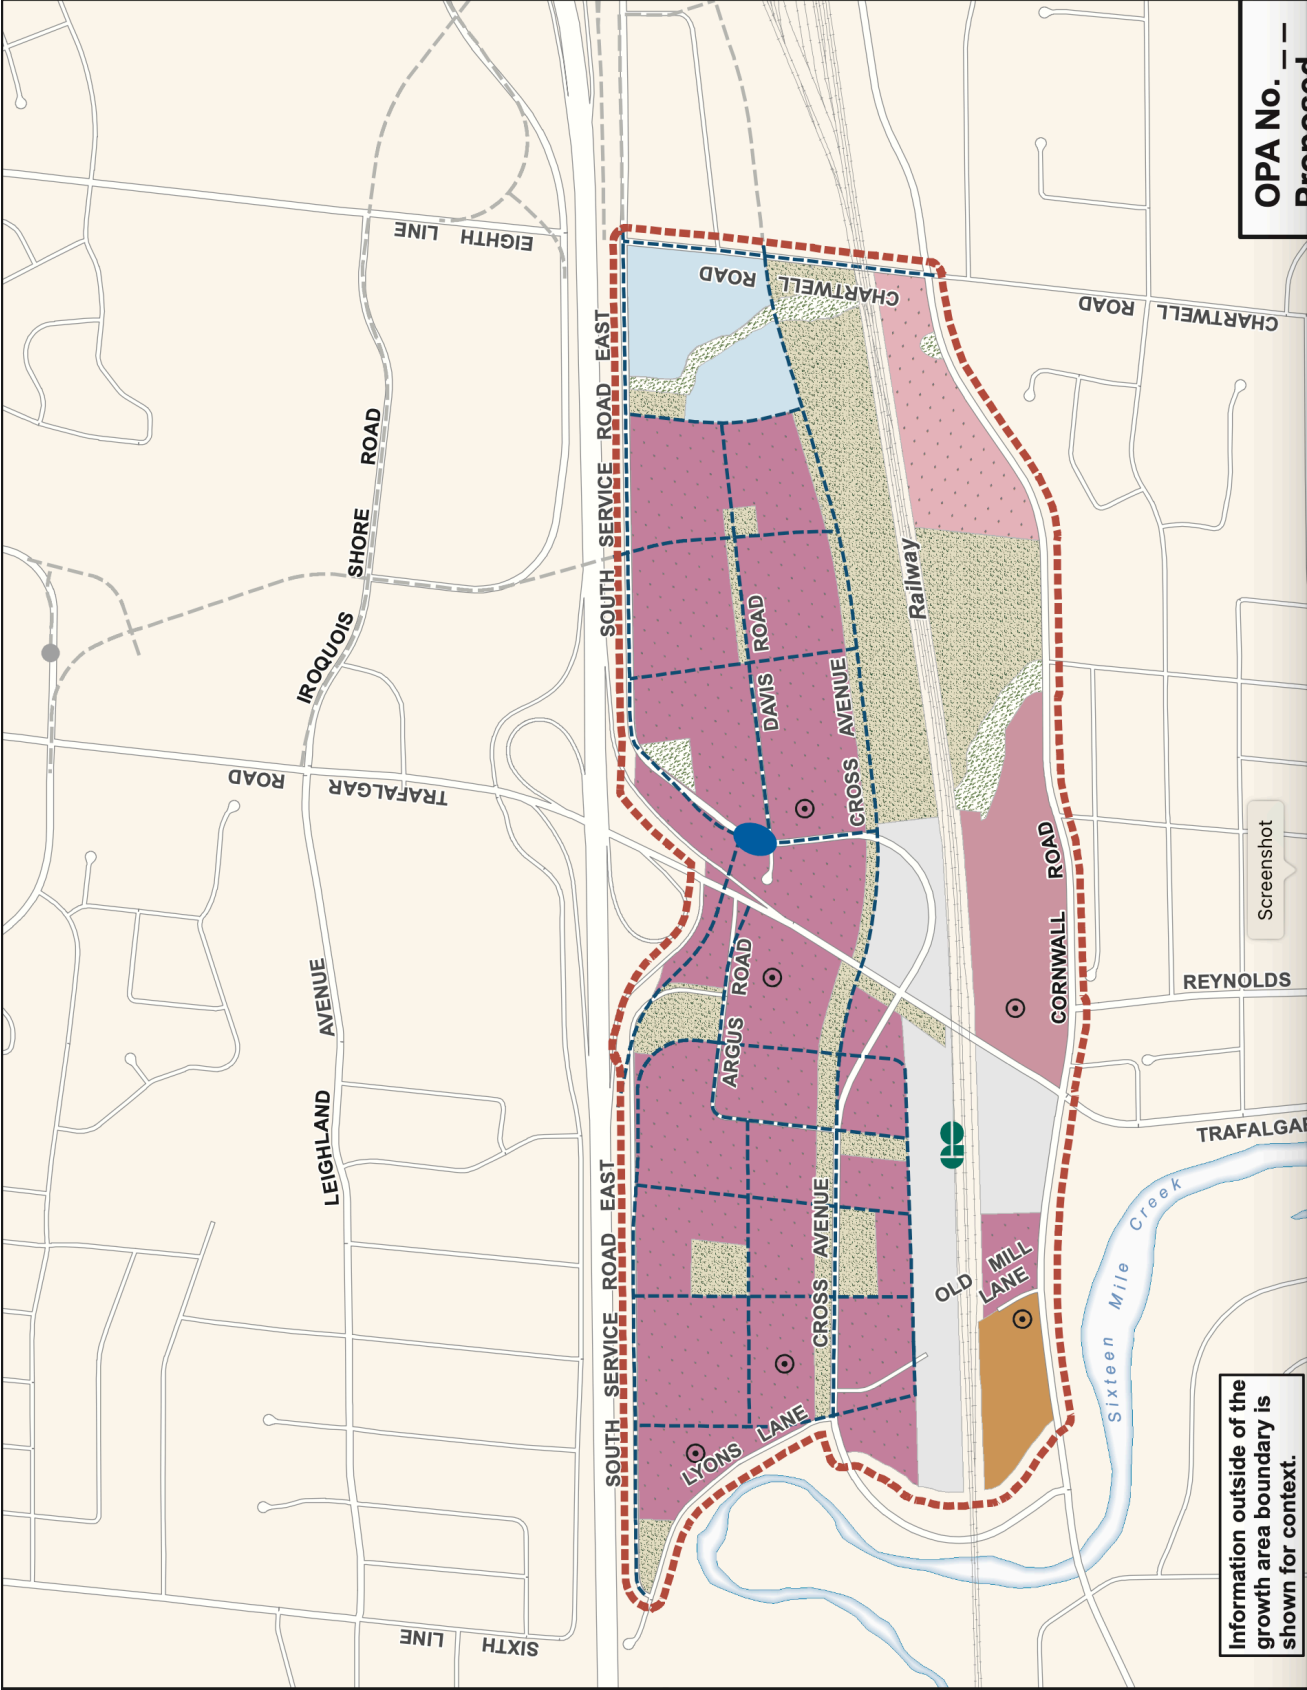 OPA No. _ _
Proposed
EIGHTH LINE
CHARTWELL ROAD
CHARTWELL ROAD
SOUTH SERVICE ROAD EAST
IROQUOIS SHORE ROAD
Railway
DAVIS ROAD
CROSS AVENUE
TRAFALGAR ROAD
CORNWALL ROAD
Screenshot
ARGUS ROAD
LEIGHLAND AVENUE
REYNOLDS
TRAFALGAR
SOUTH SERVICE ROAD EAST
CROSS AVENUE
GO
OLD MILL
LANE
Sixteen Mile Creek
LYONS LANE
SIXTH LINE
Information outside of the
growth area boundary is
shown for context.